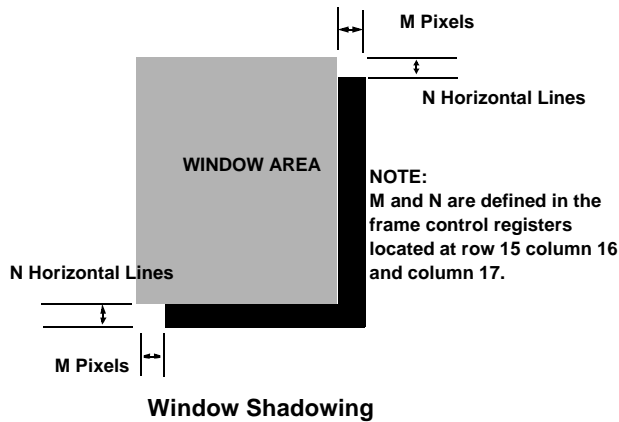 M Pixels
N Horizontal Lines
WINDOW AREA
NOTE:
M and N are defined in the
frame control registers
located at row 15 column 16
and column 17.
N Horizontal Lines
M Pixels
Window Shadowing